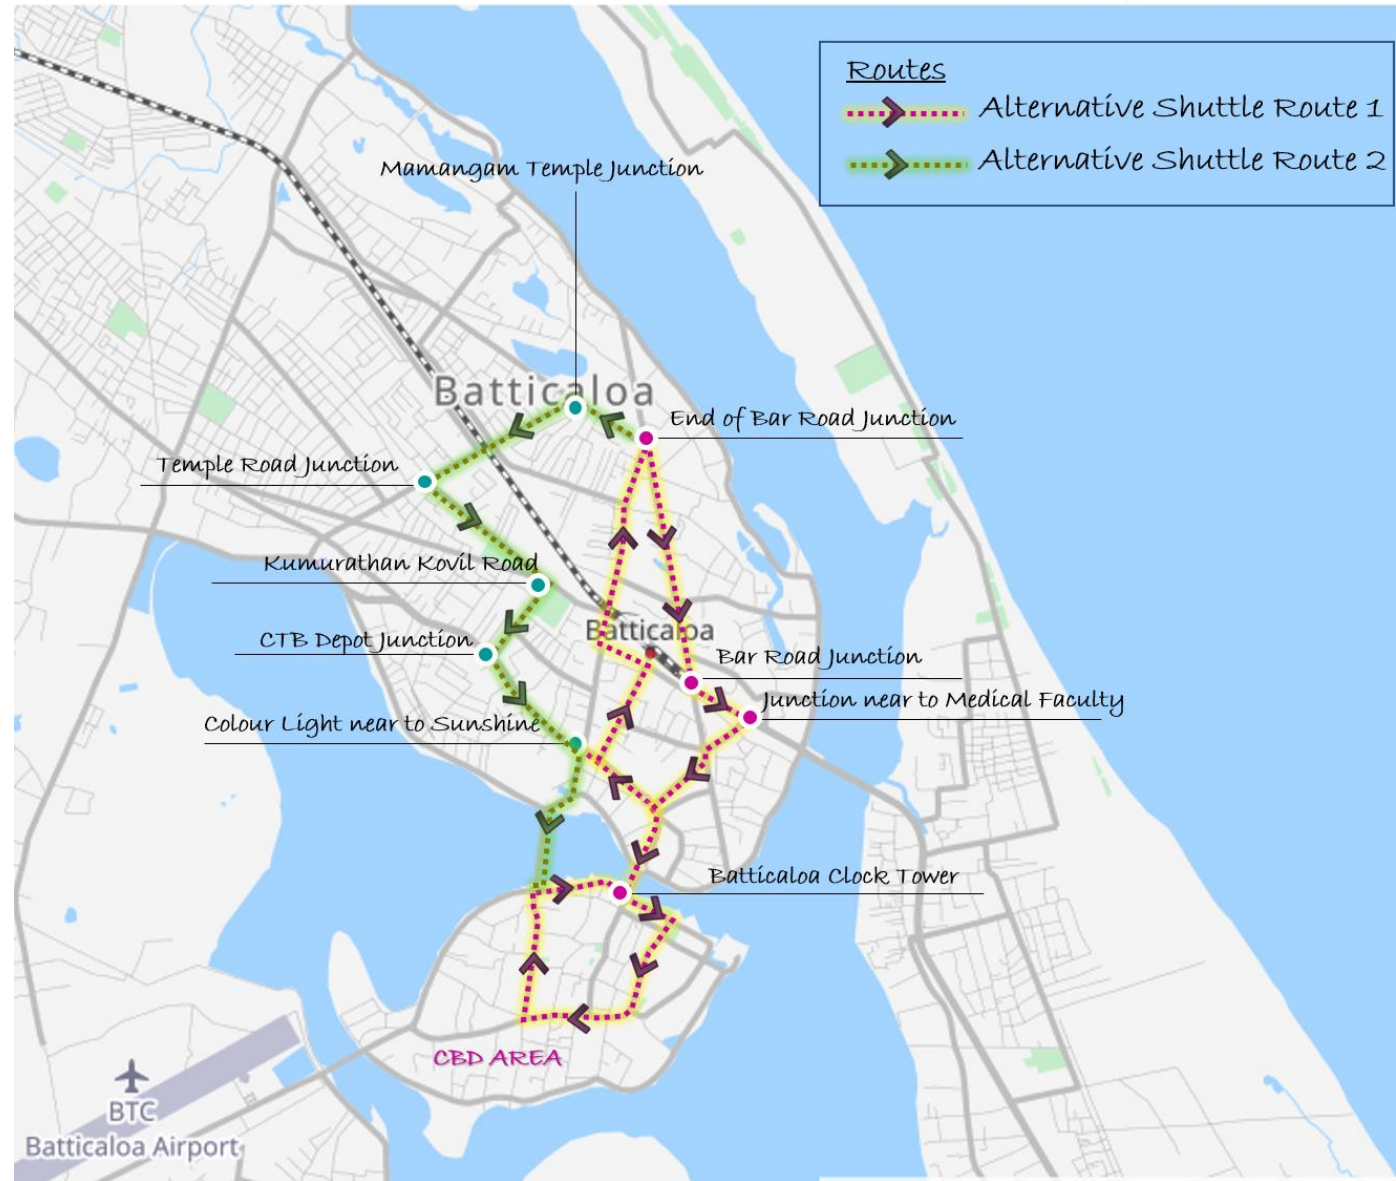 Routes
Alternative Shuttle Route 1
Alternative Shuttle Route 2
Mamangam Temple Junction
Batticaloa
End of Bar Road Junction
Temple Road Junction
Kumurathan Kovil Road
Batticaloa
CTB Depot Junction
Bar Road Junction
Junction near to Medical Faculty
Colour Light near to Sunshine
Batticaloa Clock Tower
CBD AREA
BTC
Batticaloa Airport